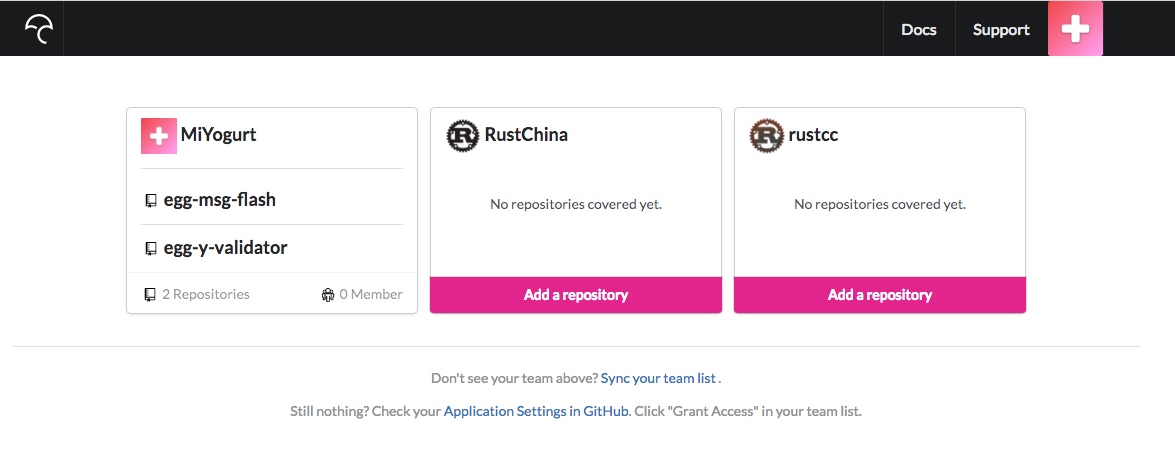 Docs
Support
MiYogurt
egg-msg-flash
egg-y-validator
2 Repositories
0 Member
RustChina
No repositories covered yet.
Add a repository
rustcc
No repositories covered yet.
Add a repository
Don't see your team above? Sync your team list .
Still nothing? Check your Application Settings in GitHub. Click "Grant Access" in your team list.